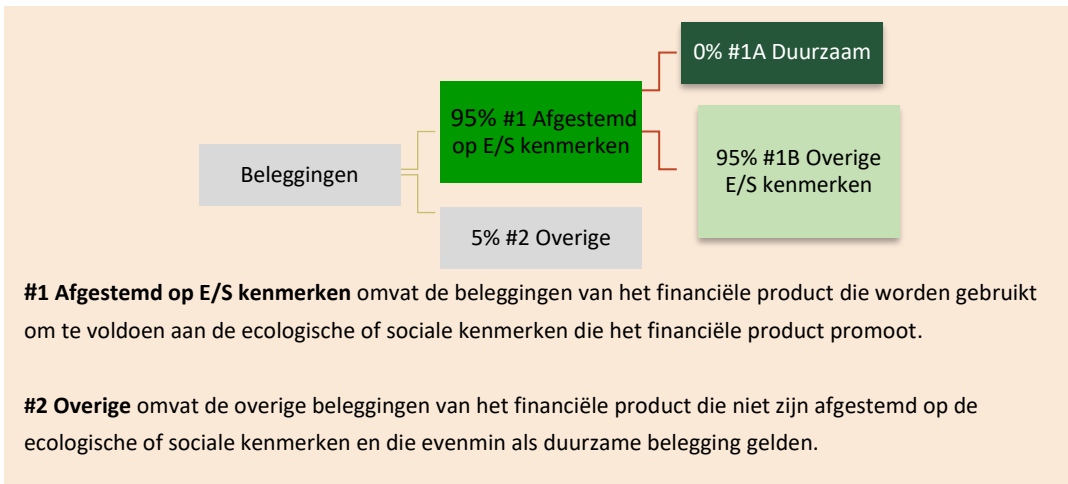 0% #1A Duurzaam
95% #1 Afgestemd
op E/S kenmerken
95% #1B Overige
E/S kenmerken
Beleggingen
5% #2 Overige
#1 Afgestemd op E/S kenmerken omvat de beleggingen van het financiële product die worden gebruikt
om te voldoen aan de ecologische of sociale kenmerken die het financiële product promoot.
#2 Overige omvat de overige beleggingen van het financiële product die niet zijn afgestemd op de
ecologische of sociale kenmerken en die evenmin als duurzame belegging gelden.